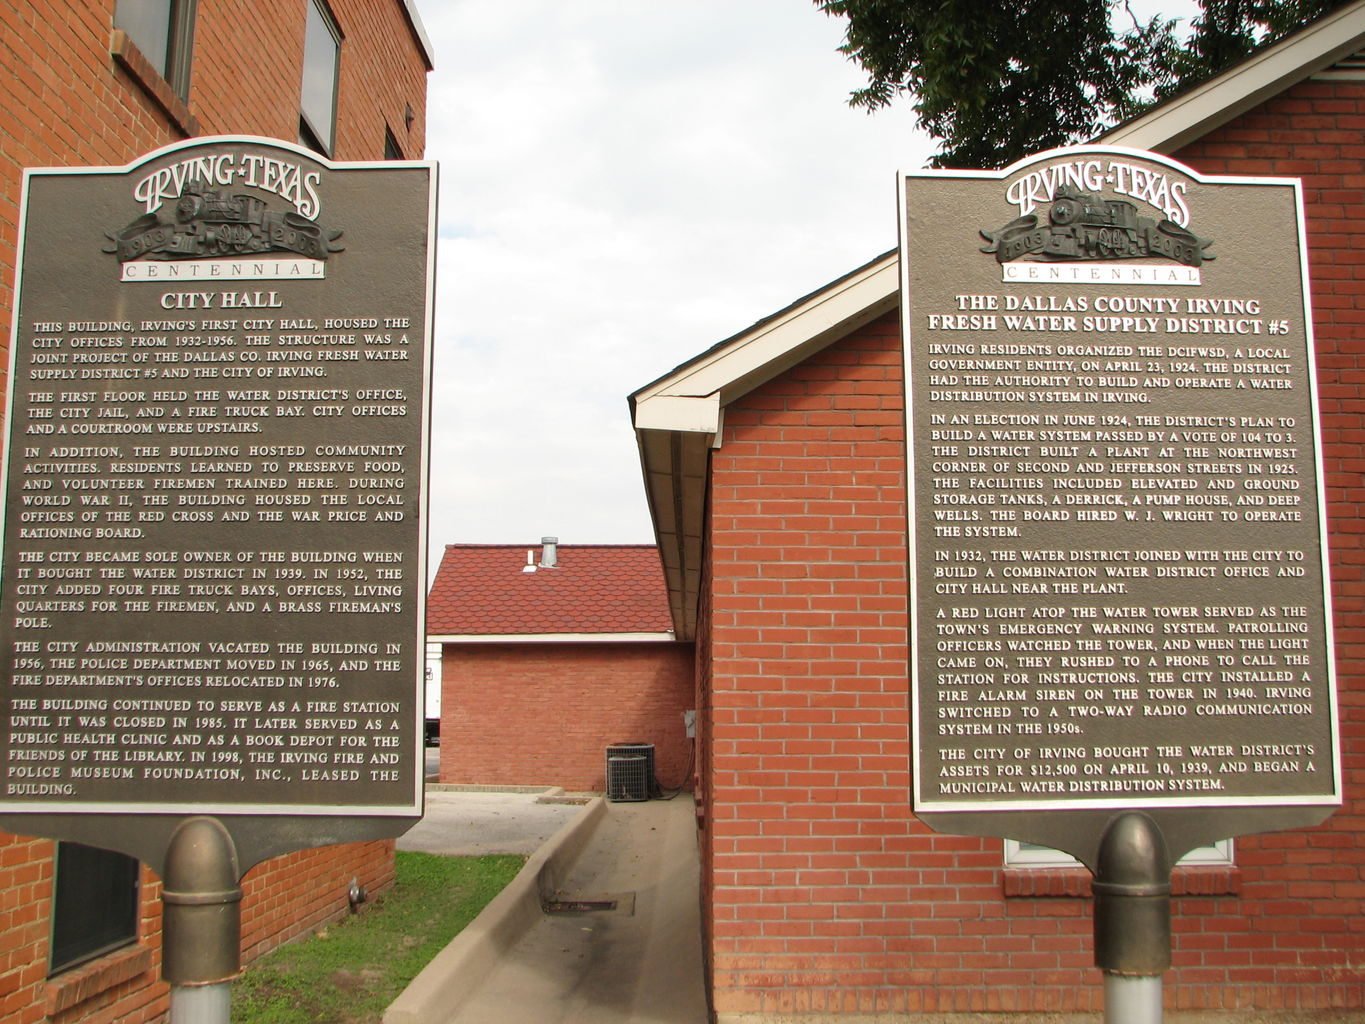 IRVING★TEXAS
1903 2003
CENTENNIAL
CITY HALL
THIS BUILDING, IRVING'S FIRST CITY HALL, HOUSED THE
CITY OFFICES FROM 1932-1956. THE STRUCTURE WAS A
JOINT PROJECT OF THE DALLAS CO. IRVING FRESH WATER
SUPPLY DISTRICT #5 AND THE CITY OF IRVING.
THE FIRST FLOOR HELD THE WATER DISTRICT'S OFFICE,
THE CITY JAIL, AND A FIRE TRUCK BAY. CITY OFFICES
AND A COURTROOM WERE UPSTAIRS.
IN ADDITION, THE BUILDING HOSTED COMMUNITY
ACTIVITIES. RESIDENTS LEARNED TO PRESERVE FOOD,
AND VOLUNTEER FIREMEN TRAINED HERE. DURING
WORLD WAR II, THE BUILDING HOUSED THE LOCAL
OFFICES OF THE RED CROSS AND THE WAR PRICE AND
RATIONING BOARD.
THE CITY BECAME SOLE OWNER OF THE BUILDING WHEN
IT BOUGHT THE WATER DISTRICT IN 1939. IN 1952, THE
CITY ADDED FOUR FIRE TRUCK BAYS, OFFICES, LIVING
QUARTERS FOR THE FIREMEN, AND A BRASS FIREMAN'S
POLE.
THE CITY ADMINISTRATION VACATED THE BUILDING IN
1956, THE POLICE DEPARTMENT MOVED IN 1965, AND THE
FIRE DEPARTMENT'S OFFICES RELOCATED IN 1976.
THE BUILDING CONTINUED TO SERVE AS A FIRE STATION
UNTIL IT WAS CLOSED IN 1985. IT LATER SERVED AS A
PUBLIC HEALTH CLINIC AND AS A BOOK DEPOT FOR THE
FRIENDS OF THE LIBRARY. IN 1998, THE IRVING FIRE AND
POLICE MUSEUM FOUNDATION, INC., LEASED THE
BUILDING.
IRVING★TEXAS
1903 2003
CENTENNIAL
THE DALLAS COUNTY IRVING
FRESH WATER SUPPLY DISTRICT #5
IRVING RESIDENTS ORGANIZED THE DCIFWSD, A LOCAL
GOVERNMENT ENTITY, ON APRIL 23, 1924. THE DISTRICT
HAD THE AUTHORITY TO BUILD AND OPERATE A WATER
DISTRIBUTION SYSTEM IN IRVING.
IN AN ELECTION IN JUNE 1924, THE DISTRICT'S PLAN TO
BUILD A WATER SYSTEM PASSED BY A VOTE OF 104 TO 3.
THE DISTRICT BUILT A PLANT AT THE NORTHWEST
CORNER OF SECOND AND JEFFERSON STREETS IN 1925.
THE FACILITIES INCLUDED ELEVATED AND GROUND
STORAGE TANKS, A DERRICK, A PUMP HOUSE, AND DEEP
WELLS. THE BOARD HIRED W. J. WRIGHT TO OPERATE
THE SYSTEM.
IN 1932, THE WATER DISTRICT JOINED WITH THE CITY TO
BUILD A COMBINATION WATER DISTRICT OFFICE AND
CITY HALL NEAR THE PLANT.
A RED LIGHT ATOP THE WATER TOWER SERVED AS THE
TOWN'S EMERGENCY WARNING SYSTEM. PATROLLING
OFFICERS WATCHED THE TOWER, AND WHEN THE LIGHT
CAME ON, THEY RUSHED TO A PHONE TO CALL THE
STATION FOR INSTRUCTIONS. THE CITY INSTALLED A
FIRE ALARM SIREN ON THE TOWER IN 1940. IRVING
SWITCHED TO A TWO-WAY RADIO COMMUNICATION
SYSTEM IN THE 1950s.
THE CITY OF IRVING BOUGHT THE WATER DISTRICT'S
ASSETS FOR $12,500 ON APRIL 10, 1939, AND BEGAN A
MUNICIPAL WATER DISTRIBUTION SYSTEM.